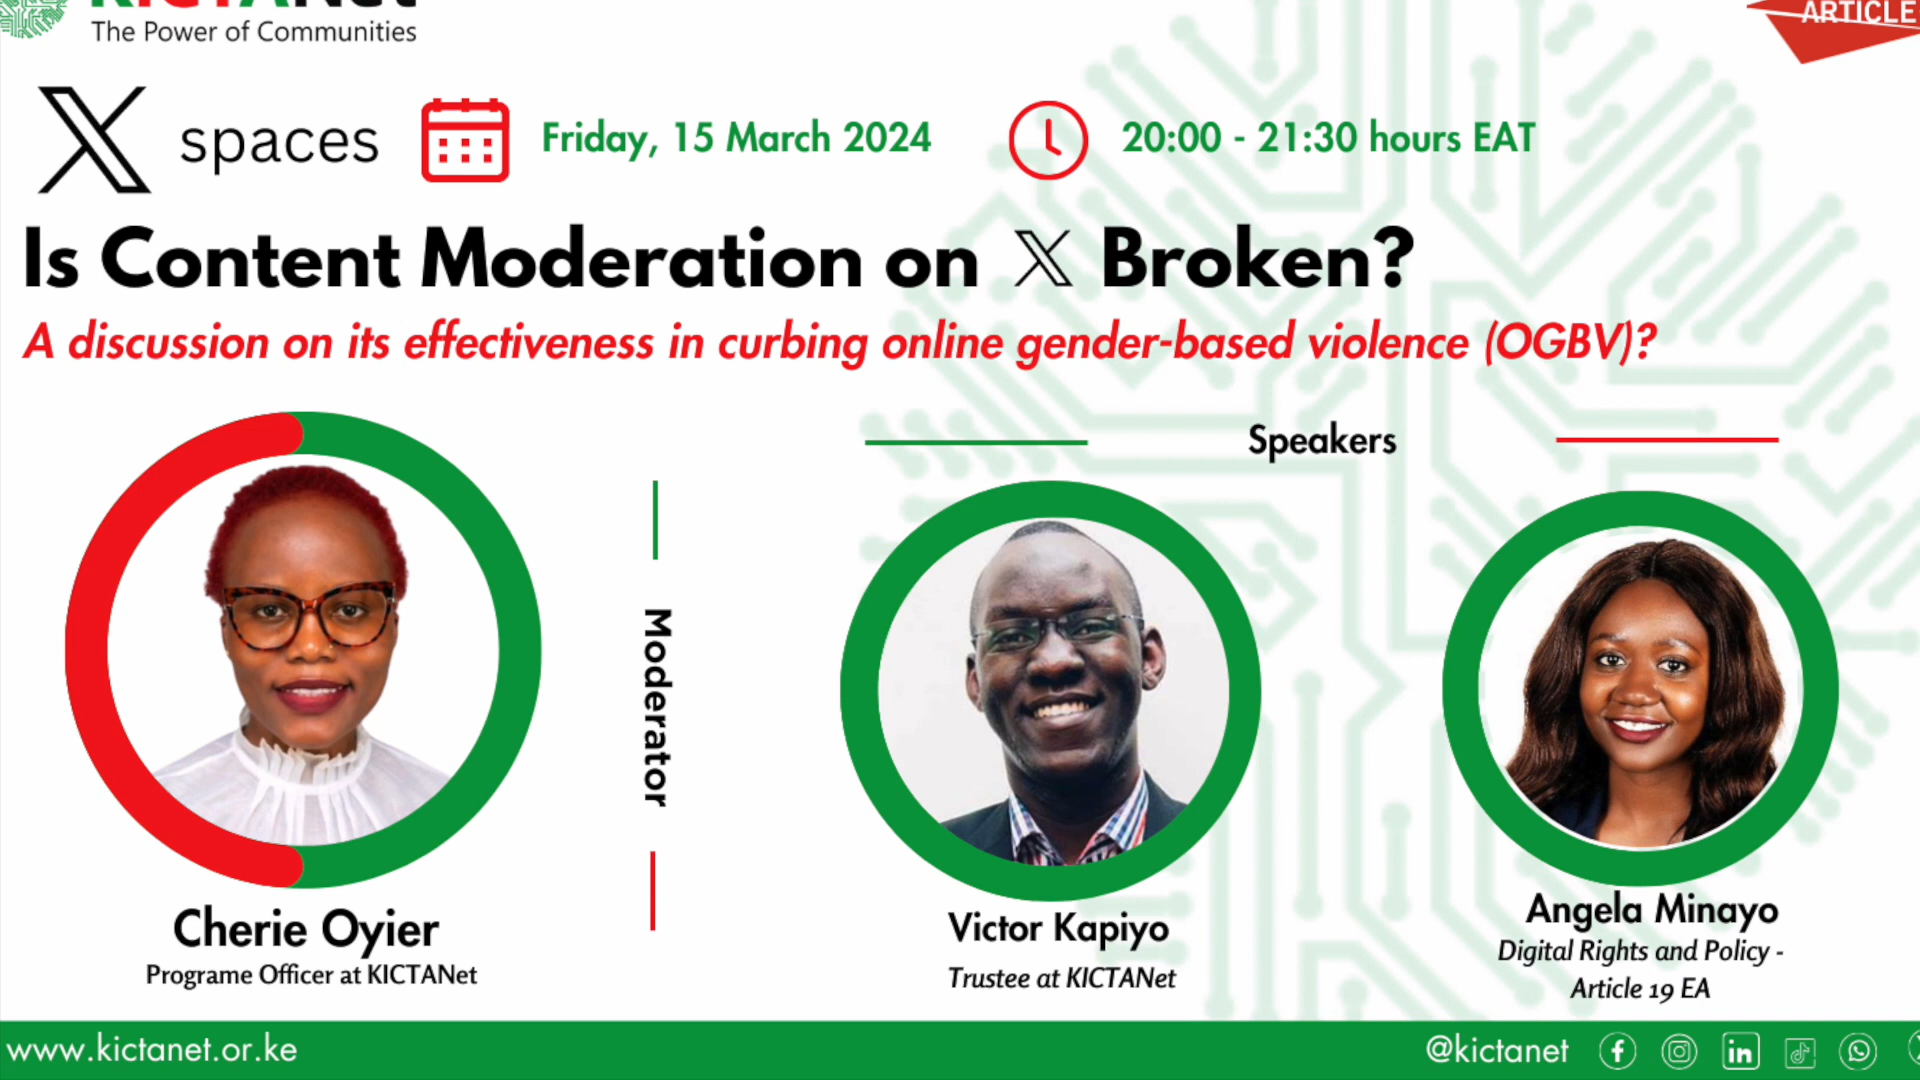 KICTANet
The Power of Communities
ARTICLE
X spaces
Friday, 15 March 2024
20:00 - 21:30 hours EAT
Is Content Moderation on X Broken?
A discussion on its effectiveness in curbing online gender-based violence (OGBV)?
Speakers
Moderator
Cherie Oyier
Programe Officer at KICTANet
Victor Kapiyo
Trustee at KICTANet
Angela Minayo
Digital Rights and Policy -
Article 19 EA
www.kictanet.or.ke
@kictanet
in